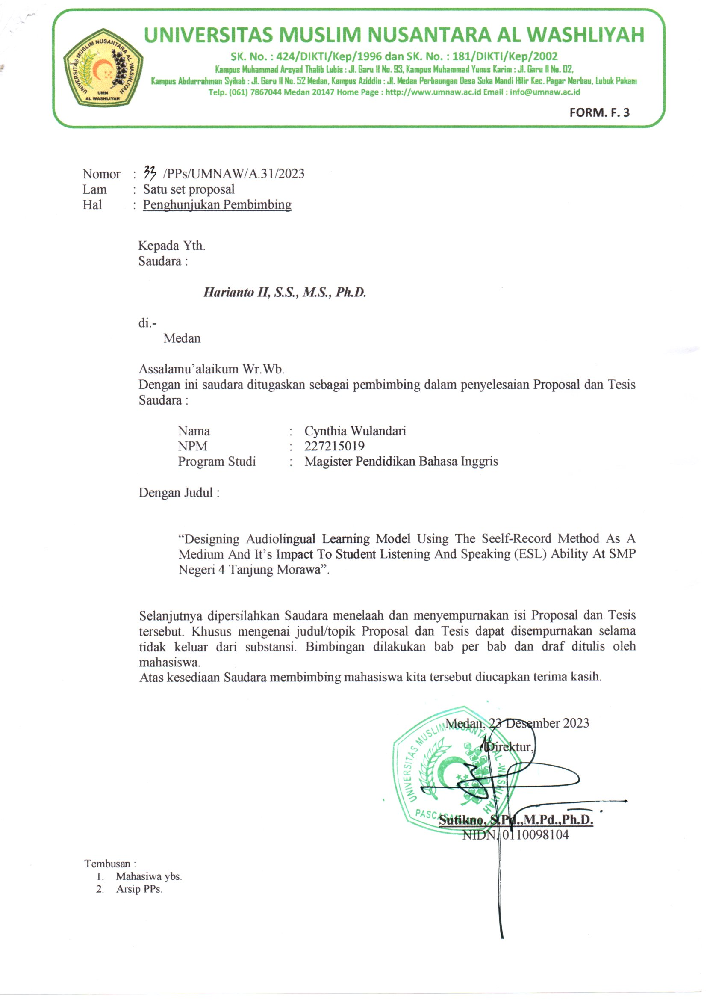 UNIVERSITAS MUSLIM NUSANTARA AL WASHLIYAH
UMN
AL WASHLIYAH
UNIVERSITAS MUSLIM NUSANTARA AL WASHLIYAH
SK. No. : 424/DIKTI/Kep/1996 dan SK. No. : 181/DIKTI/Kep/2002
Kampus Muhammad Arsyad Thalib Lubis : Jl. Garu II No. 93, Kampus Muhammad Yunus Karim : Jl. Garu II No. 02,
Kampus Abdurrahman Syihab : Jl. Garu II No. 52 Medan, Kampus Aziddin : Jl. Medan Perbaungan Desa Suka Mandi Hilir Kec. Pagar Merbau, Lubuk Pakam
Telp. (061) 7867044 Medan 20147 Home Page : http://www.umnaw.ac.id Email : info@umnaw.ac.id
FORM. F. 3
Nomor : 33 /PPs/UMNAW/A.31/2023
Lam : Satu set proposal
Hal : Penghunjukan Pembimbing
Kepada Yth.
Saudara :
Harianto II, S.S., M.S., Ph.D.
di.-
Medan
Assalamu’alaikum Wr.Wb.
Dengan ini saudara ditugaskan sebagai pembimbing dalam penyelesaian Proposal dan Tesis
Saudara :
Nama : Cynthia Wulandari
NPM : 227215019
Program Studi : Magister Pendidikan Bahasa Inggris
Dengan Judul :
“Designing Audiolingual Learning Model Using The Seelf-Record Method As A
Medium And It’s Impact To Student Listening And Speaking (ESL) Ability At SMP
Negeri 4 Tanjung Morawa”.
Selanjutnya dipersilahkan Saudara menelaah dan menyempurnakan isi Proposal dan Tesis
tersebut. Khusus mengenai judul/topik Proposal dan Tesis dapat disempurnakan selama
tidak keluar dari substansi. Bimbingan dilakukan bab per bab dan draf ditulis oleh
mahasiswa.
Atas kesediaan Saudara membimbing mahasiswa kita tersebut diucapkan terima kasih.
Medan, 23 Desember 2023
Direktur,
UNIVERSITAS MUSLIM NUSANTARA AL-WASHLIYAH
Sutikno, S.Pd.,M.Pd.,Ph.D.
NIDN. 0110098104
Tembusan :
1. Mahasiwa ybs.
2. Arsip PPs.